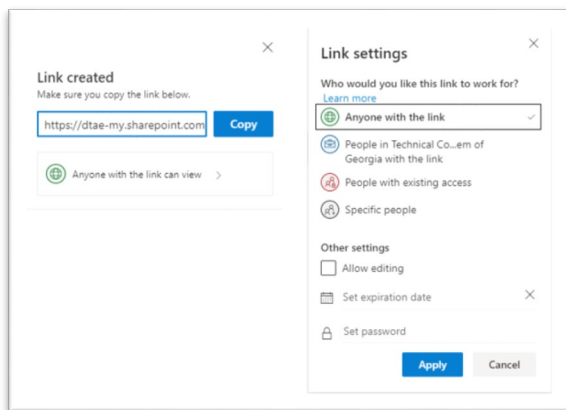 Link created
Make sure you copy the link below.
https://dtae-my.sharepoint.com
Copy
Anyone with the link can view
Link settings
Who would you like this link to work for?
Learn more
Anyone with the link
People in Technical Co...em of
Georgia with the link
People with existing access
Specific people
Other settings
Allow editing
Set expiration date
Set password
Apply
Cancel